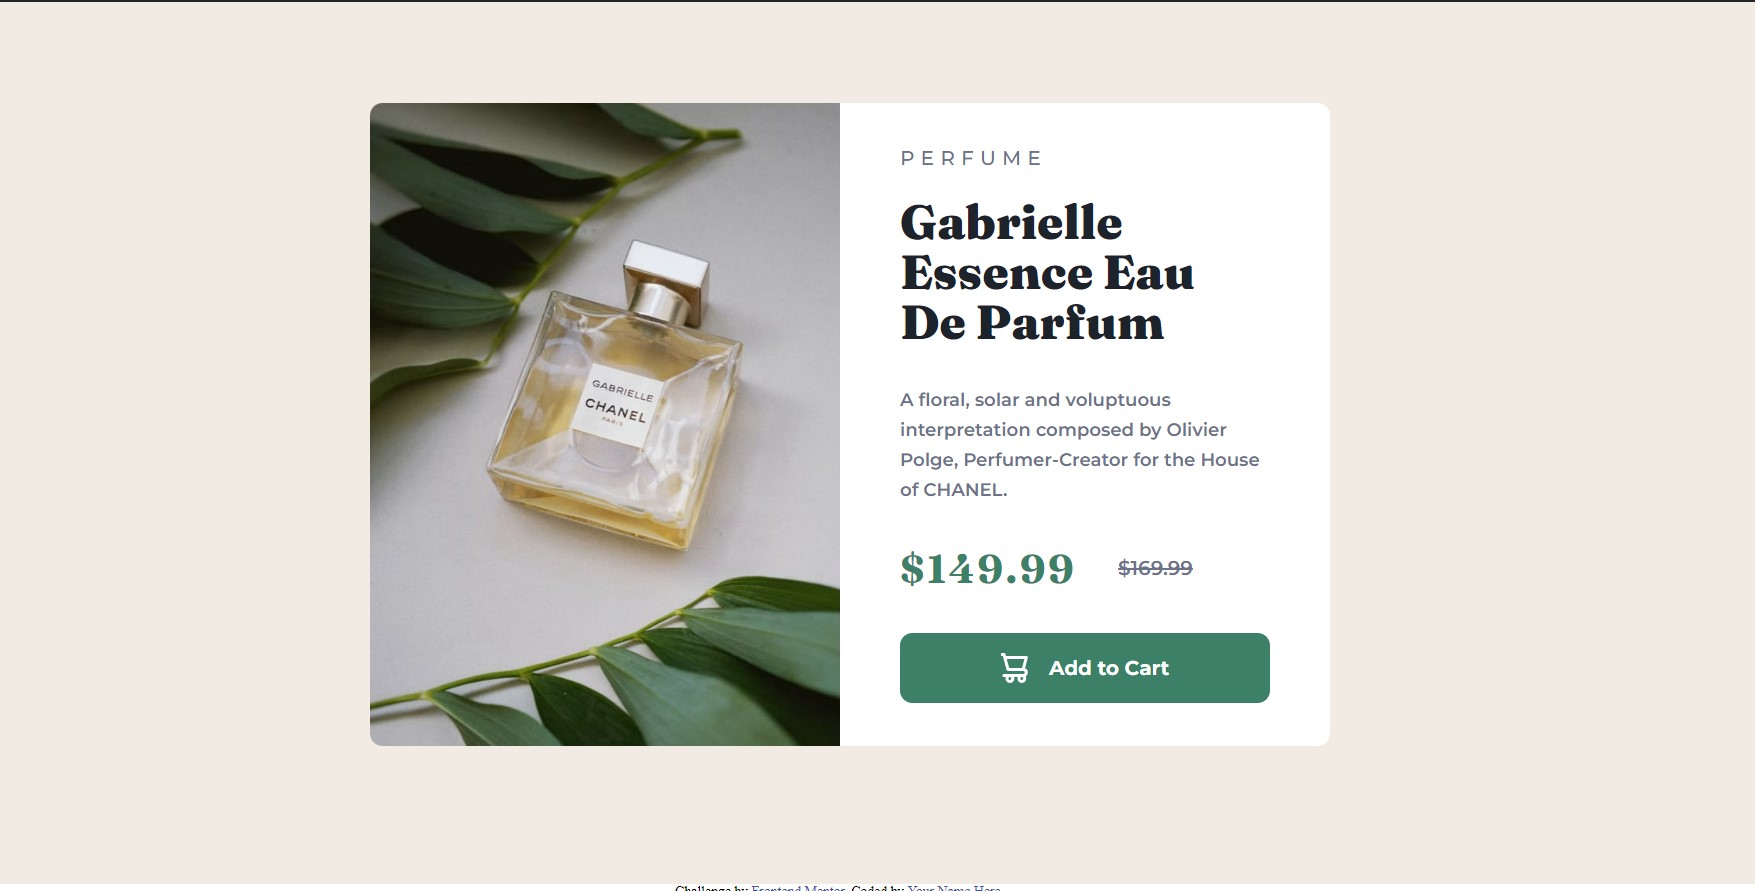 GABRIELLE
CHANEL
PARIS
PERFUME
Gabrielle
Essence Eau
De Parfum
A floral, solar and voluptuous
interpretation composed by Olivier
Polge, Perfumer-Creator for the House
of CHANEL.
$149.99 $169.99
Add to Cart
Challenge by Frontend Mentor. Coded by Your Name Here.